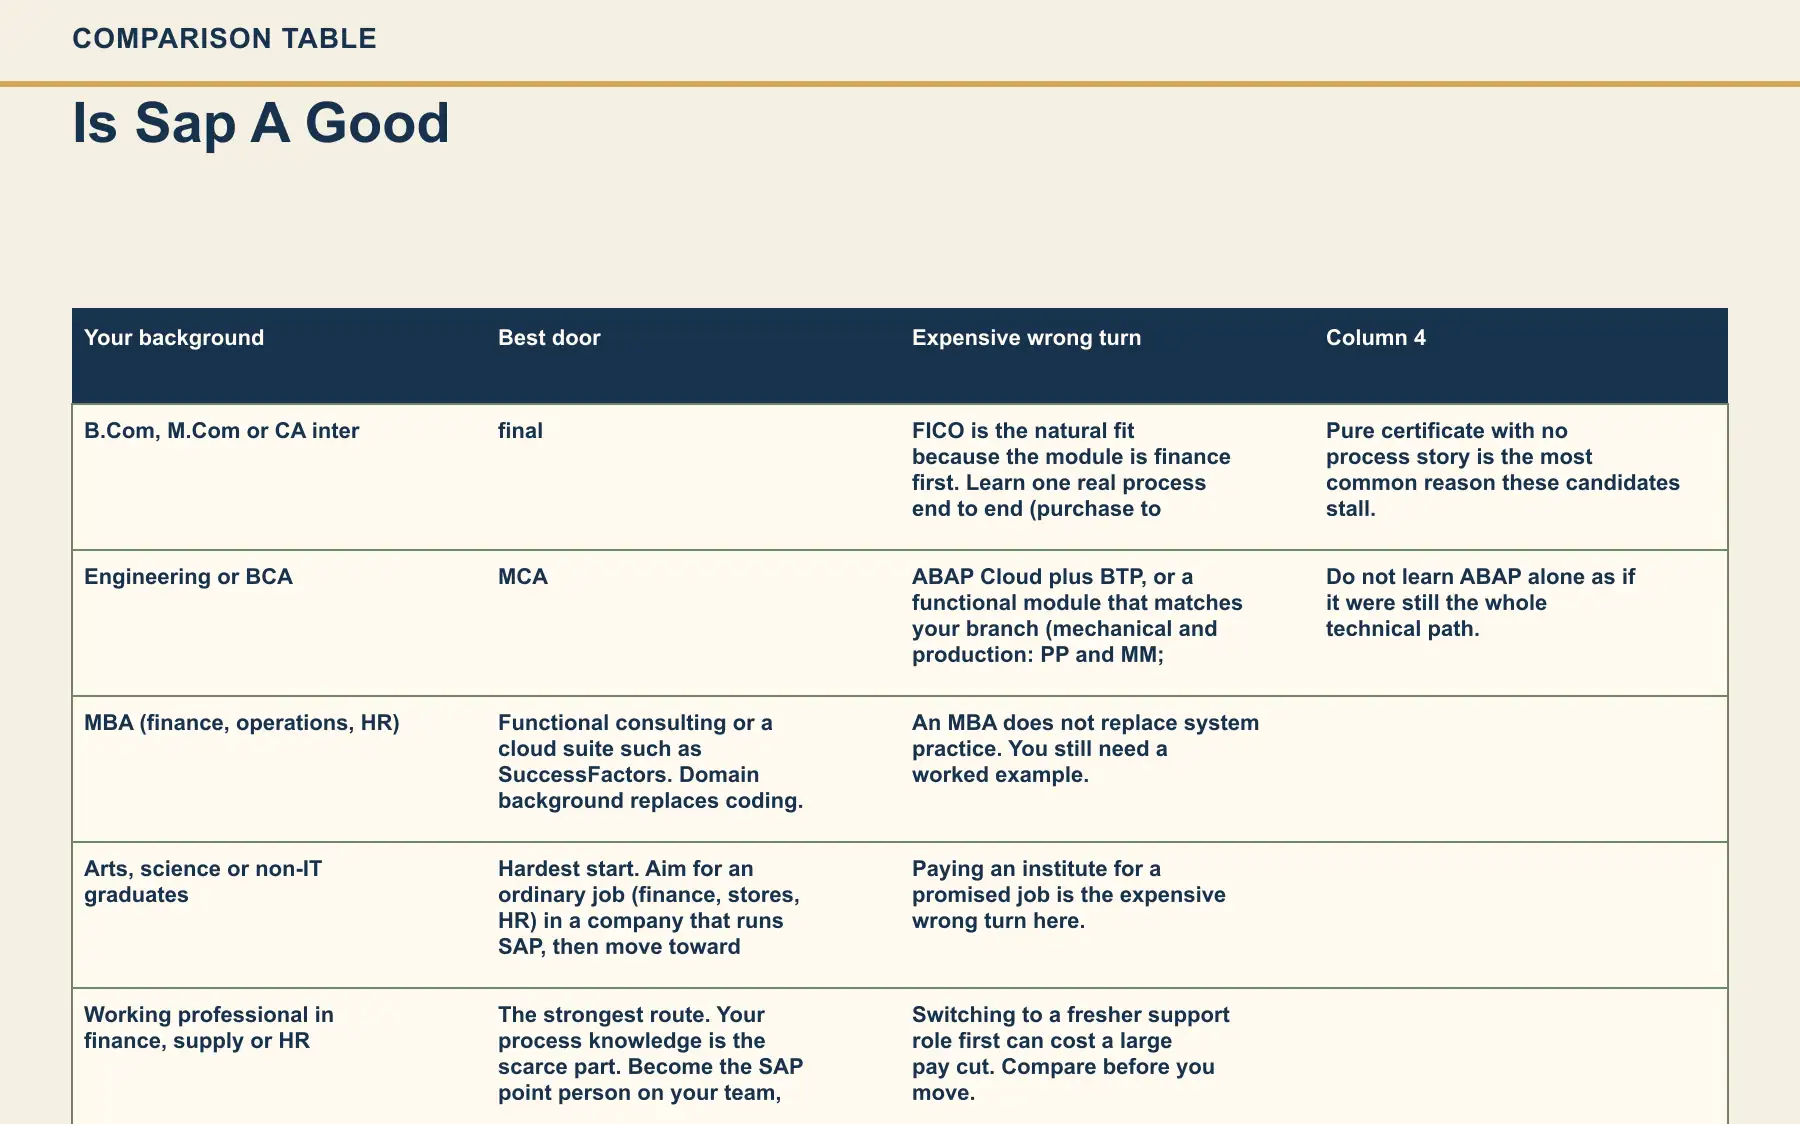 COMPARISON TABLE
Is Sap A Good
Your background
Best door
Expensive wrong turn
Column 4
B.Com, M.Com or CA inter
final
FICO is the natural fit
because the module is finance
first. Learn one real process
end to end (purchase to
Pure certificate with no
process story is the most
common reason these candidates
stall.
Engineering or BCA
MCA
ABAP Cloud plus BTP, or a
functional module that matches
your branch (mechanical and
production: PP and MM;
Do not learn ABAP alone as if
it were still the whole
technical path.
MBA (finance, operations, HR)
Functional consulting or a
cloud suite such as
SuccessFactors. Domain
background replaces coding.
An MBA does not replace system
practice. You still need a
worked example.
Arts, science or non-IT
graduates
Hardest start. Aim for an
ordinary job (finance, stores,
HR) in a company that runs
SAP, then move toward
Paying an institute for a
promised job is the expensive
wrong turn here.
Working professional in
finance, supply or HR
The strongest route. Your
process knowledge is the
scarce part. Become the SAP
point person on your team,
Switching to a fresher support
role first can cost a large
pay cut. Compare before you
move.